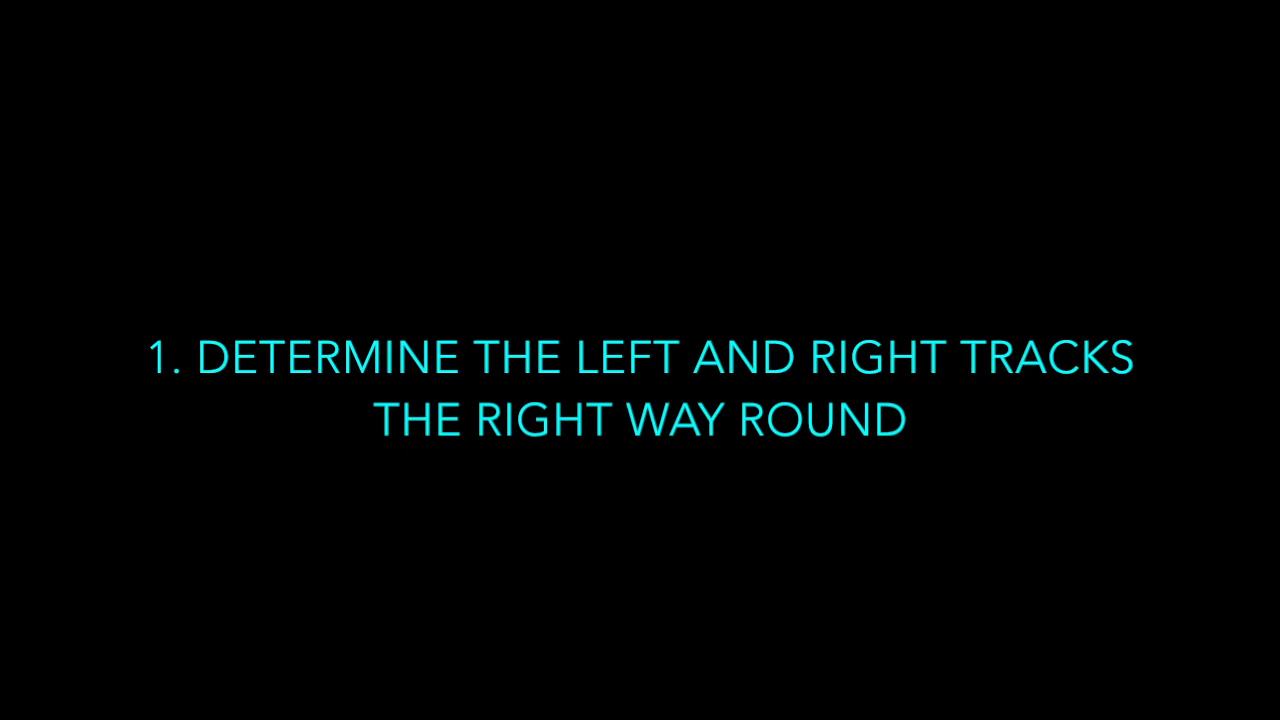 1. DETERMINE THE LEFT AND RIGHT TRACKS
THE RIGHT WAY ROUND